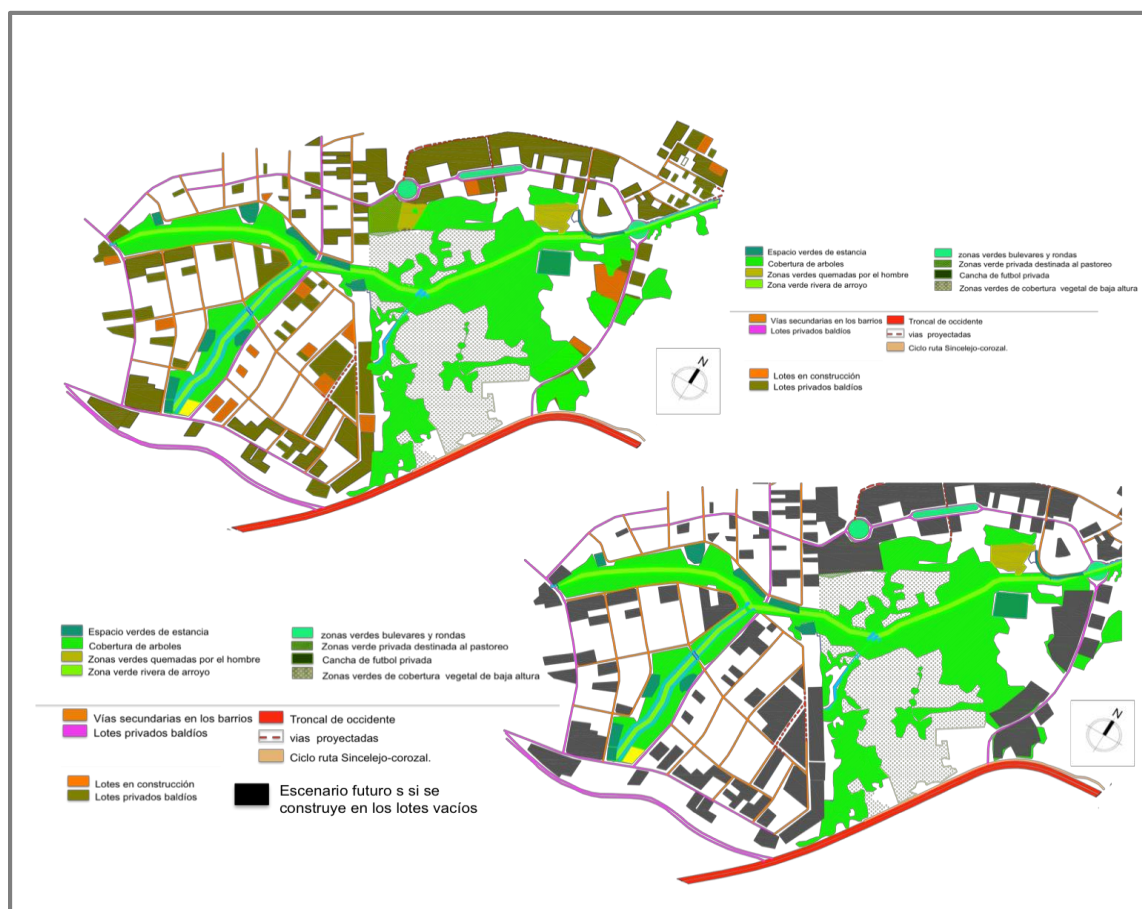 Espacio verdes de estancia
Cobertura de arboles
Zonas verdes quemadas por el hombre
Zona verde rivera de arroyo
zonas verdes bulevares y rondas
Zonas verde privada destinada al pastoreo
Cancha de futbol privada
Zonas verdes de cobertura vegetal de baja altura
Vías secundarias en los barrios
Lotes privados baldíos
Troncal de occidente
vias proyectadas
Ciclo ruta Sincelejo-corozal.
Lotes en construcción
Lotes privados baldíos
N
Espacio verdes de estancia
Cobertura de arboles
Zonas verdes quemadas por el hombre
Zona verde rivera de arroyo
zonas verdes bulevares y rondas
Zonas verde privada destinada al pastoreo
Cancha de futbol privada
Zonas verdes de cobertura vegetal de baja altura
Vías secundarias en los barrios
Lotes privados baldíos
Troncal de occidente
vias proyectadas
Ciclo ruta Sincelejo-corozal.
Lotes en construcción
Lotes privados baldíos
Escenario futuro s si se
construye en los lotes vacíos
N